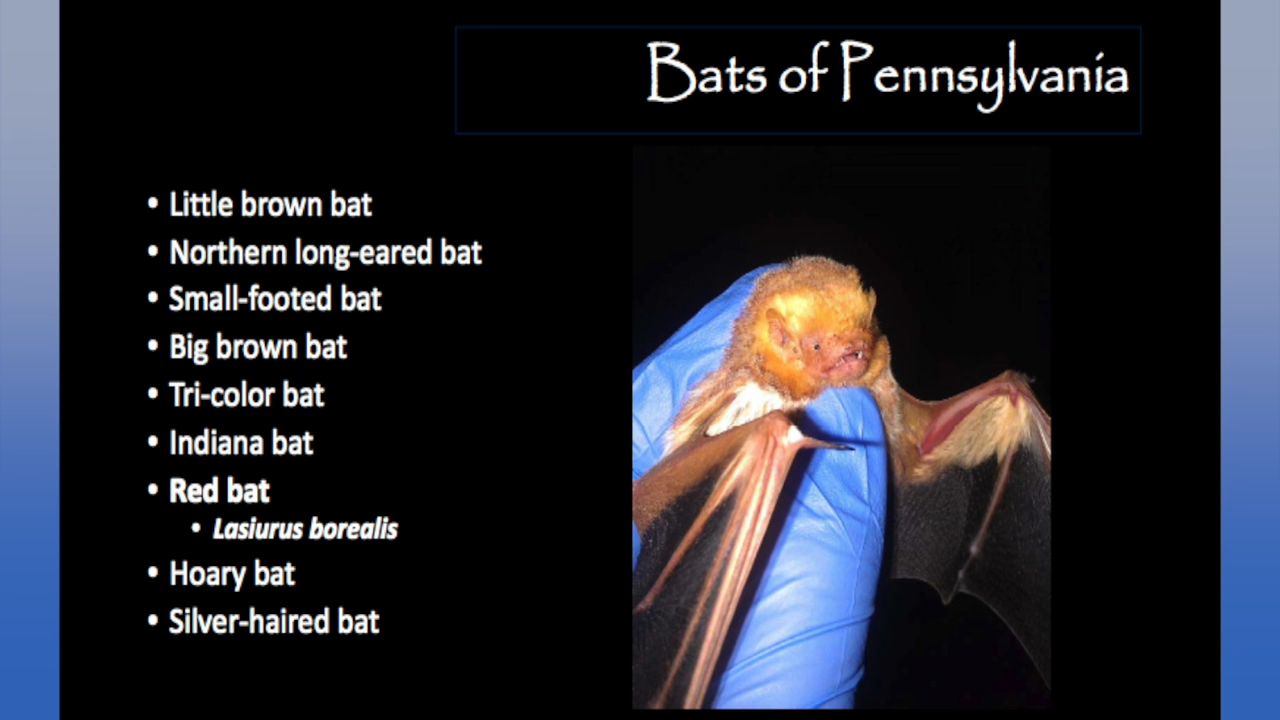 Bats of Pennsylvania
• Little brown bat
• Northern long-eared bat
• Small-footed bat
• Big brown bat
• Tri-color bat
• Indiana bat
• Red bat
• Lasiurus borealis
• Hoary bat
• Silver-haired bat